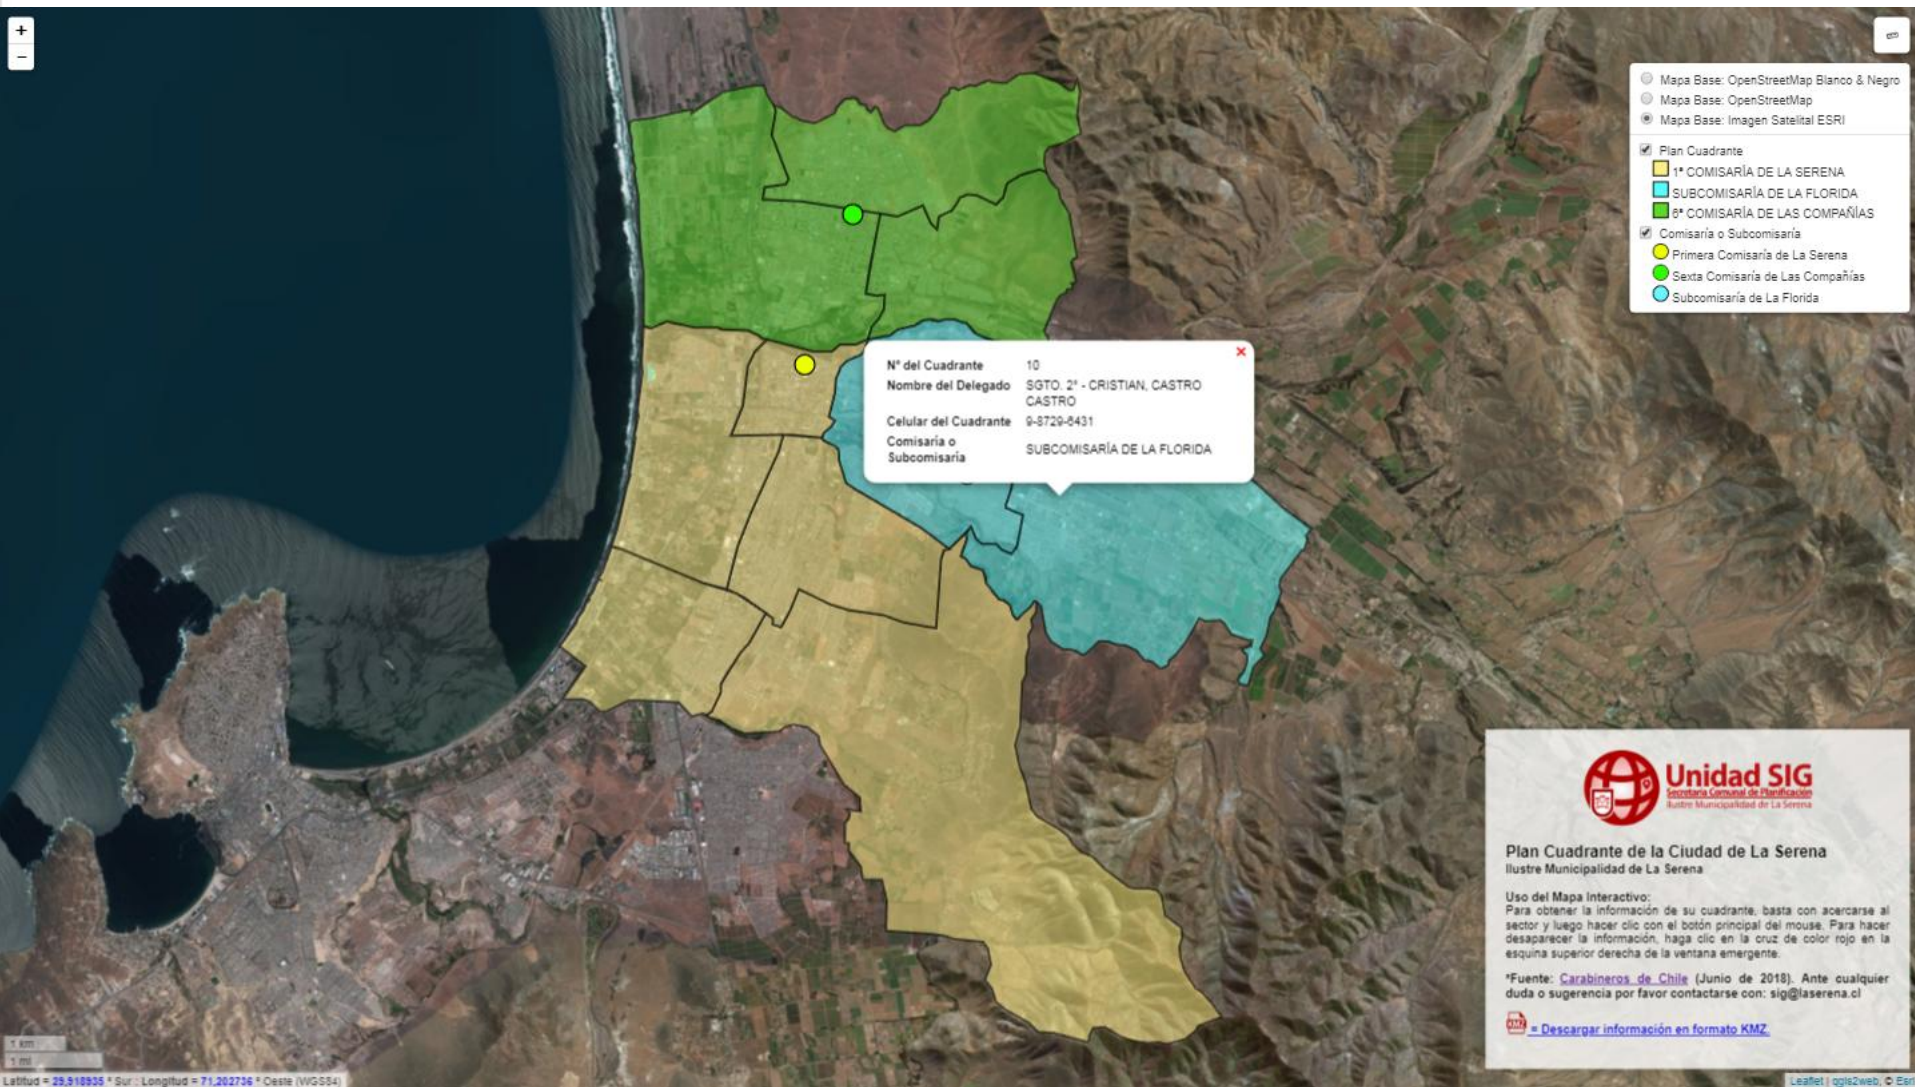 +
−
Mapa Base: OpenStreetMap Blanco & Negro
Mapa Base: OpenStreetMap
Mapa Base: Imagen Satelital ESRI
Plan Cuadrante
1ª COMISARÍA DE LA SERENA
SUBCOMISARÍA DE LA FLORIDA
6ª COMISARÍA DE LAS COMPAÑÍAS
Comisaría o Subcomisaría
Primera Comisaría de La Serena
Sexta Comisaría de Las Compañías
Subcomisaría de La Florida
N° del Cuadrante 10
Nombre del Delegado SGTO. 2° - CRISTIAN, CASTRO
CASTRO
Celular del Cuadrante 9-8729-6431
Comisaría o
Subcomisaría SUBCOMISARÍA DE LA FLORIDA
Unidad SIG
Secretaría Comunal de Planificación
Ilustre Municipalidad de La Serena
Plan Cuadrante de la Ciudad de La Serena
Ilustre Municipalidad de La Serena
Uso del Mapa Interactivo:
Para obtener la información de su cuadrante, basta con acercarse al
sector y luego hacer clic con el botón principal del mouse. Para hacer
desaparecer la información, haga clic en la cruz de color rojo en la
esquina superior derecha de la ventana emergente.
*Fuente: Carabineros de Chile (Junio de 2018). Ante cualquier
duda o sugerencia por favor contactarse con: sig@laserena.cl
KMZ = Descargar información en formato KMZ.
1 km
1 mi
Latitud = 29,918935 ° Sur : Longitud = 71,202736 ° Oeste (WGS84)
Leaflet | qgis2web, © Esri